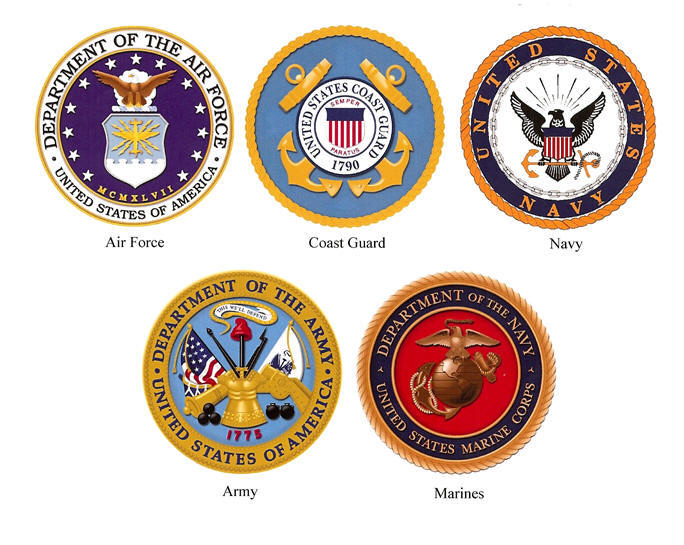 DEPARTMENT OF THE AIR FORCE
MCMXLVII
UNITED STATES OF AMERICA
UNITED STATES COAST GUARD
SEMPER
PARATUS
1790
UNITED STATES
NAVY
Air Force
Coast Guard
Navy
DEPARTMENT OF THE ARMY
THIS WE'LL DEFEND
1775
UNITED STATES OF AMERICA
DEPARTMENT OF THE NAVY
UNITED STATES MARINE CORPS
Army
Marines